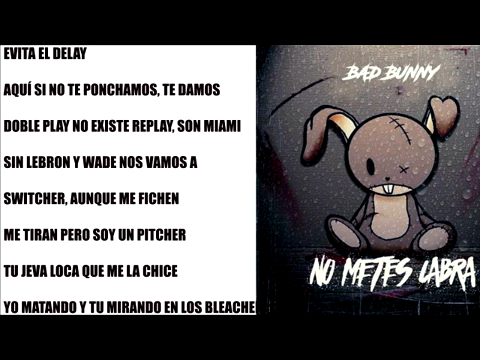 EVITA EL DELAY
AQUÍ SI NO TE PONCHAMOS, TE DAMOS
DOBLE PLAY NO EXISTE REPLAY, SON MIAMI
SIN LEBRON Y WADE NOS VAMOS A
SWITCHER, AUNQUE ME FICHEN
ME TIRAN PERO SOY UN PITCHER
TU JEVA LOCA QUE ME LA CHICE
YO MATANDO Y TU MIRANDO EN LOS BLEACHE
BAD BUNNY
NO METES CABRA